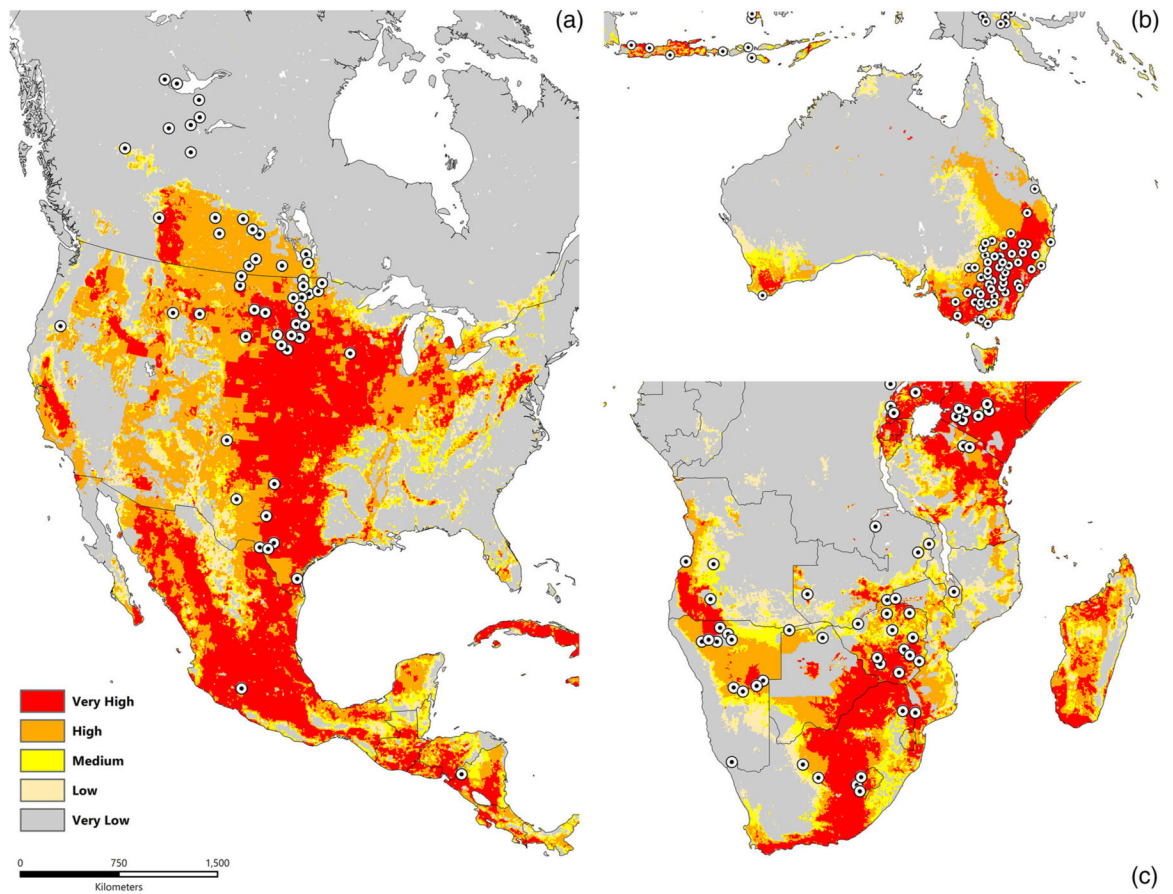 (a)
(b)
Very High
High
Medium
Low
Very Low
0 750 1,500
Kilometers
(c)